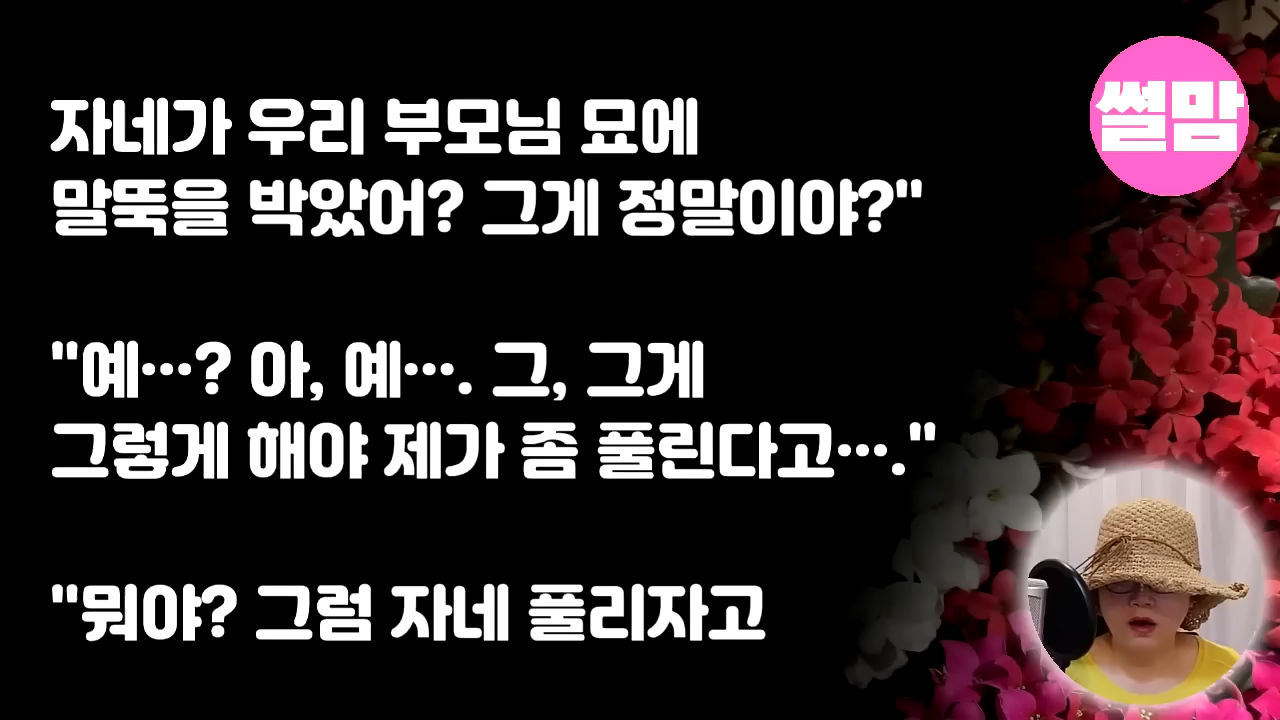 자네가 우리 부모님 묘에
말뚝을 박았어? 그게 정말이야?"
"예…? 아, 예…. 그, 그게
그렇게 해야 제가 좀 풀린다고…."
"뭐야? 그럼 자네 풀리자고
썰맘